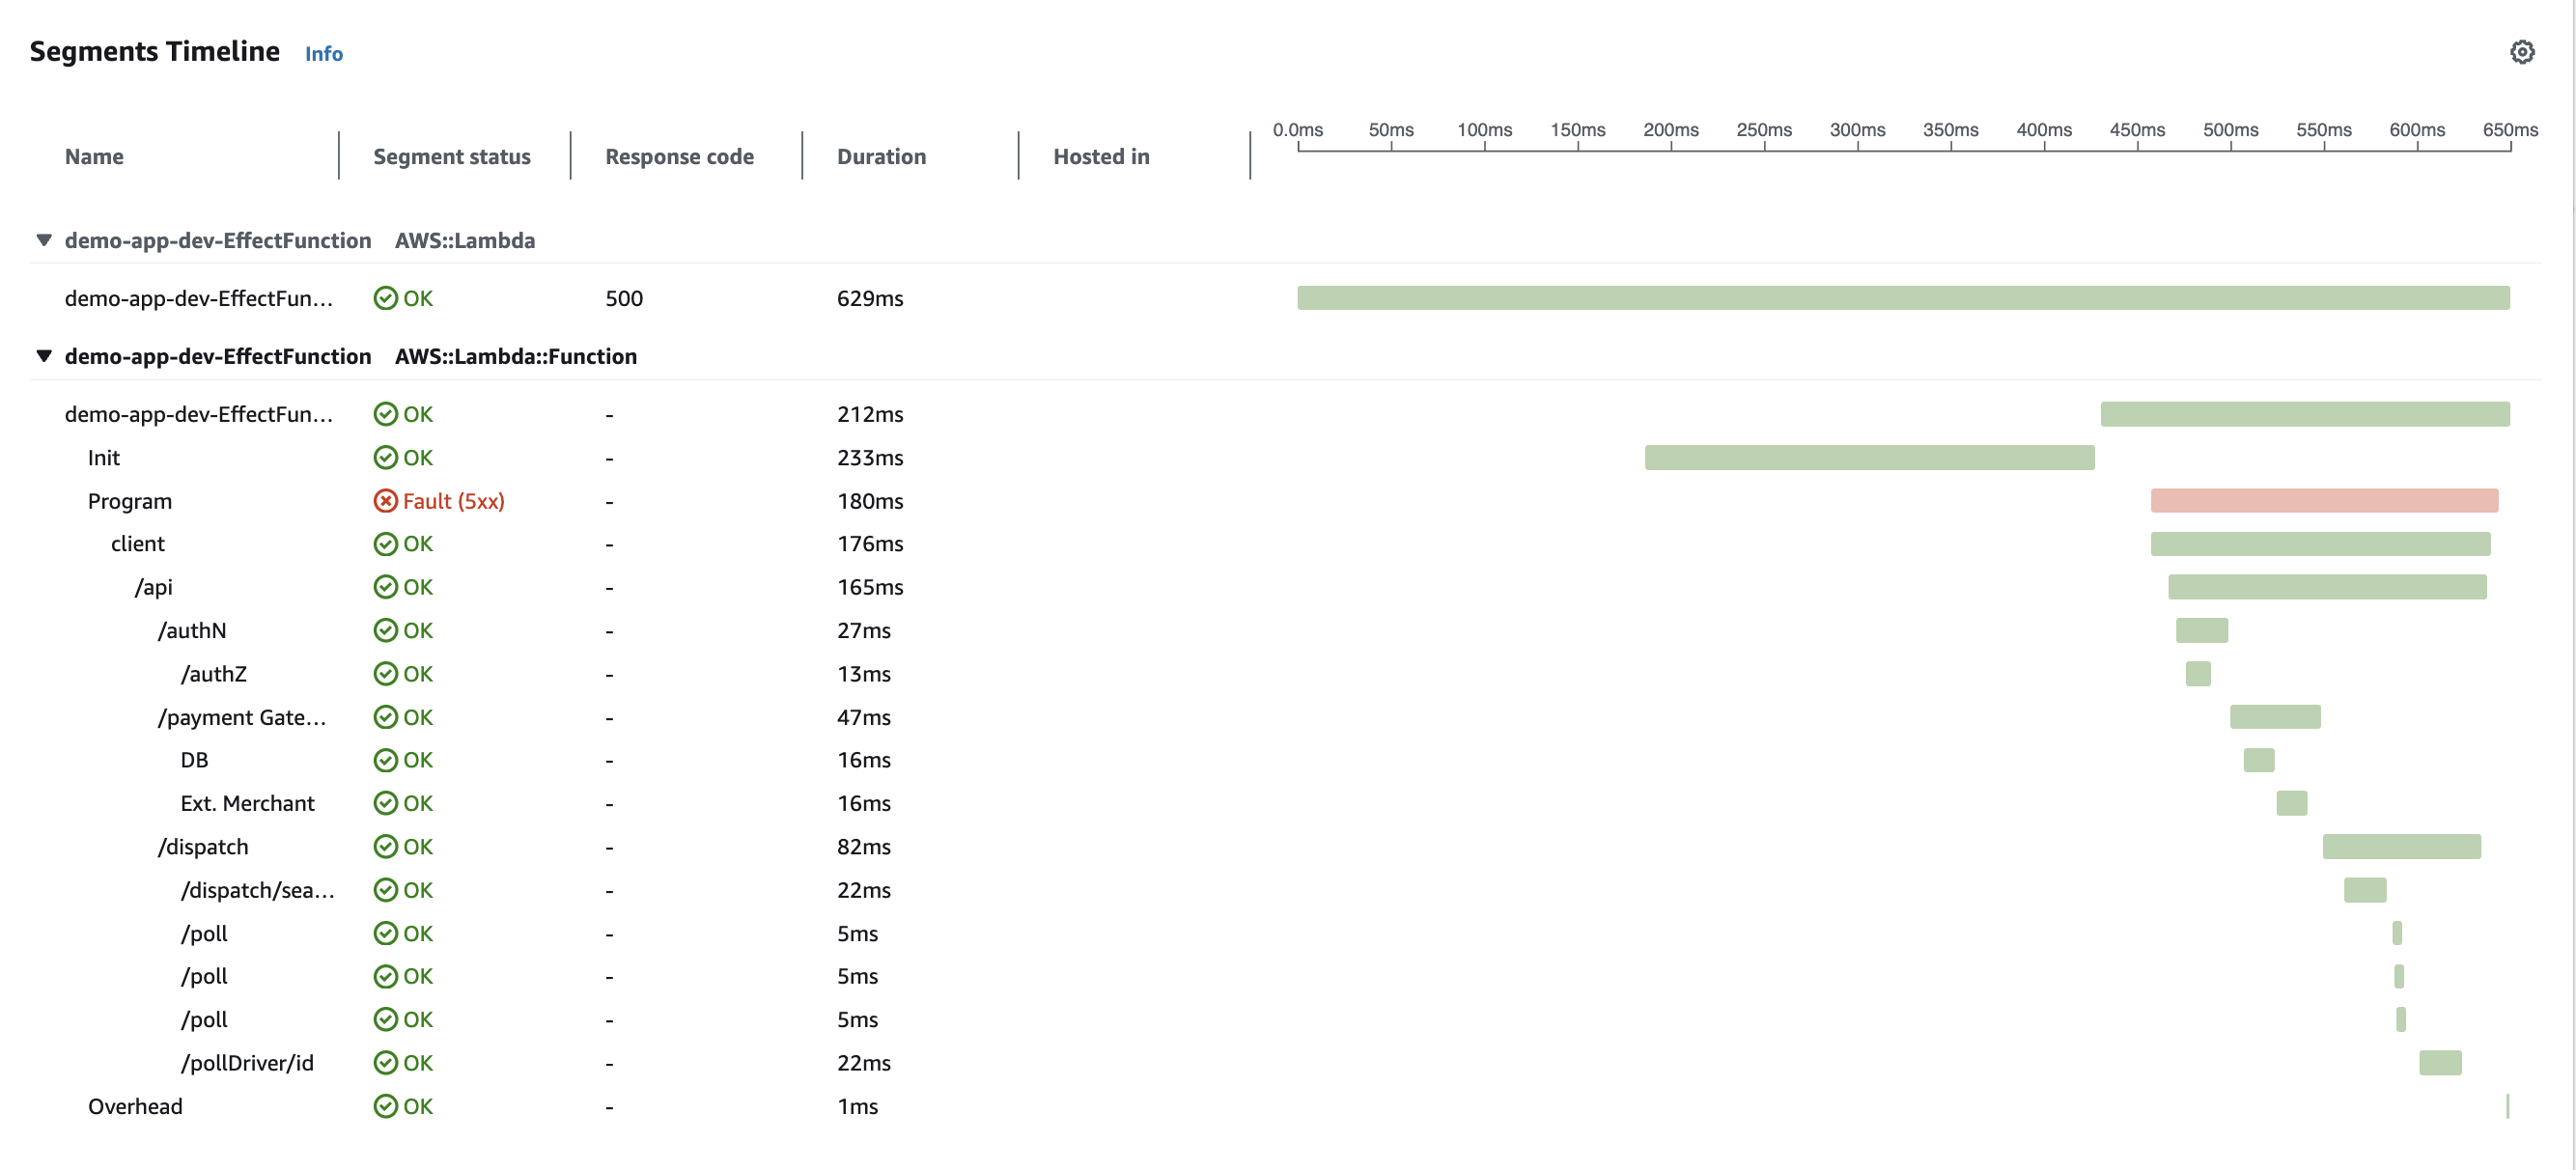 Segments Timeline Info
0.0ms 50ms 100ms 150ms 200ms 250ms 300ms 350ms 400ms 450ms 500ms 550ms 600ms 650ms
Name Segment status Response code Duration Hosted in
demo-app-dev-EffectFunction AWS::Lambda
demo-app-dev-EffectFun... OK 500 629ms
demo-app-dev-EffectFunction AWS::Lambda::Function
demo-app-dev-EffectFun... OK - 212ms
Init OK - 233ms
Program Fault (5xx) - 180ms
client OK - 176ms
/api OK - 165ms
/authN OK - 27ms
/authZ OK - 13ms
/payment Gate... OK - 47ms
DB OK - 16ms
Ext. Merchant OK - 16ms
/dispatch OK - 82ms
/dispatch/sea... OK - 22ms
/poll OK - 5ms
/poll OK - 5ms
/poll OK - 5ms
/pollDriver/id OK - 22ms
Overhead OK - 1ms